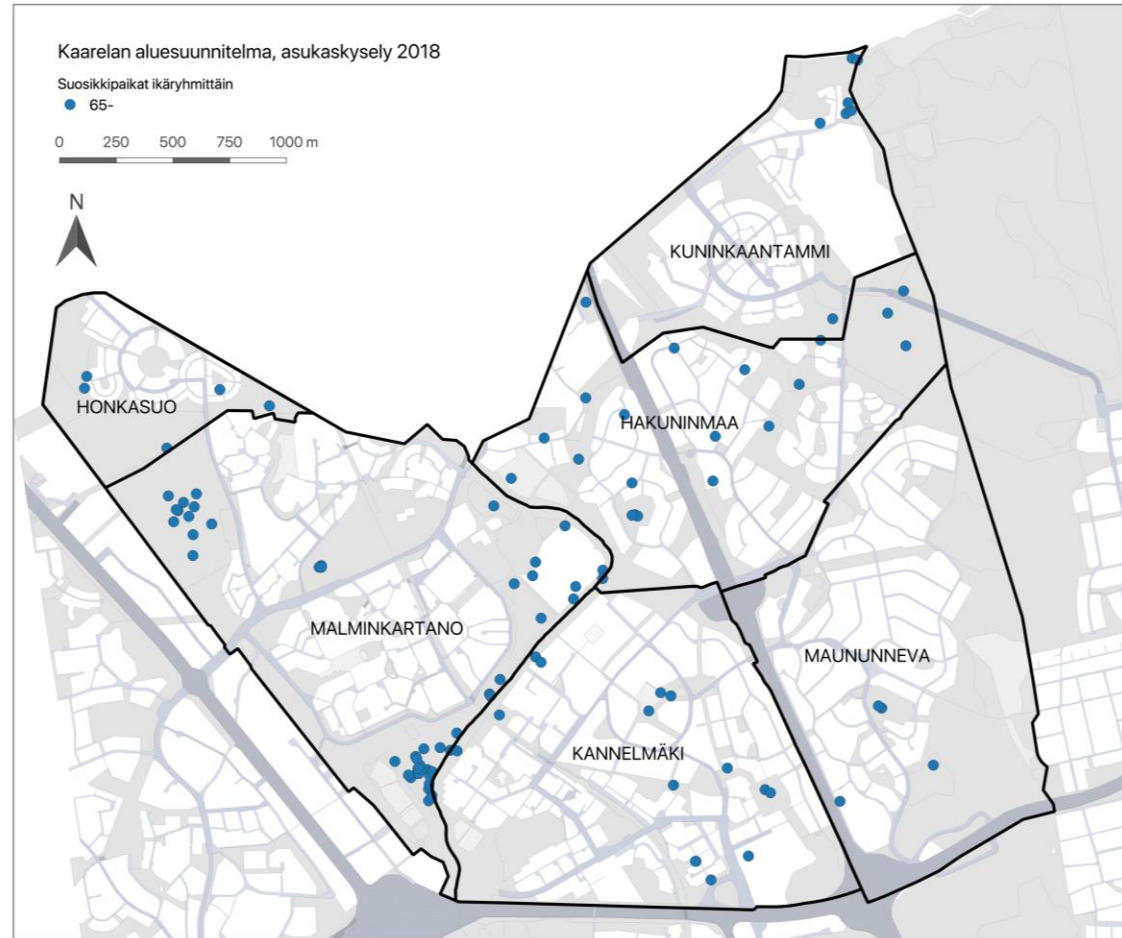 Kaarelan aluesuunnitelma, asukaskysely 2018
Suosikkipaikat ikäryhmittäin
65-
0 250 500 750 1000 m
N
KUNINKAANTAMMI
HONKASUO
HAKUNINMAA
MALMINKARTANO
MAUNUNNEVA
KANNELMÄKI